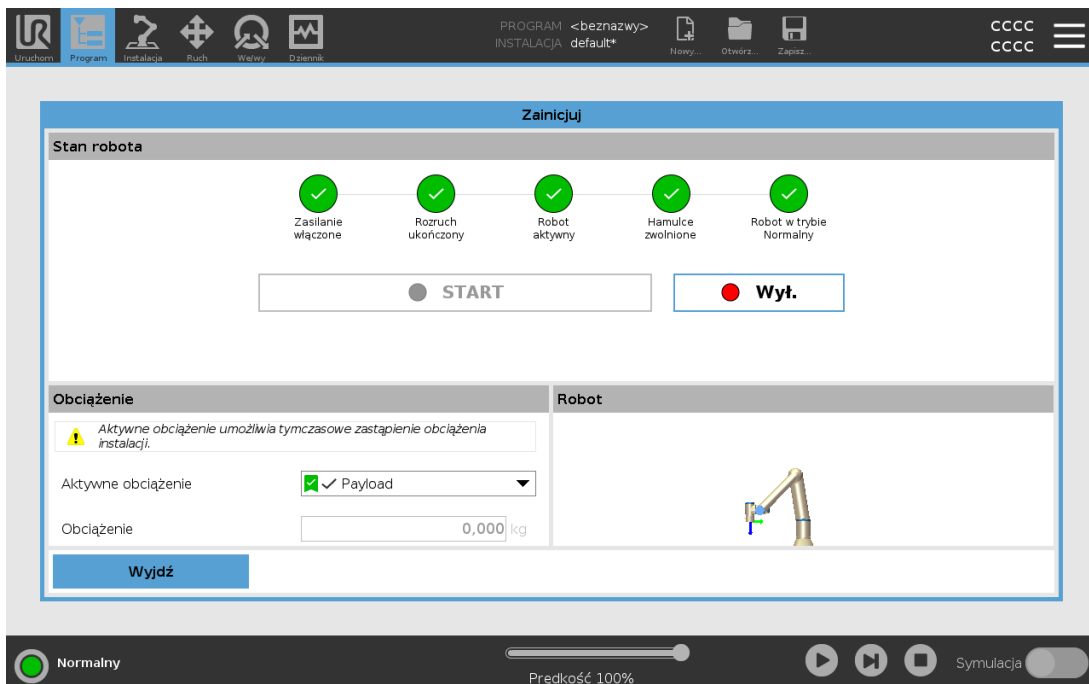 UR
PROGRAM <beznazwy>
INSTALACJA default*
CCCC
CCCC
Uruchom Program Instalacja Ruch We/wy Dziennik Nowy... Otwórz... Zapisz...
Zainicjuj
Stan robota
Zasilanie włączone
Rozruch ukończony
Robot aktywny
Hamulce zwolnione
Robot w trybie Normalny
START
Wył.
Obciążenie
Robot
Aktywne obciążenie umożliwia tymczasowe zastąpienie obciążenia
instalacji.
Aktywne obciążenie Payload
Obciążenie 0,000 kg
Wyjdź
Normalny
Predkość 100%
Symulacja